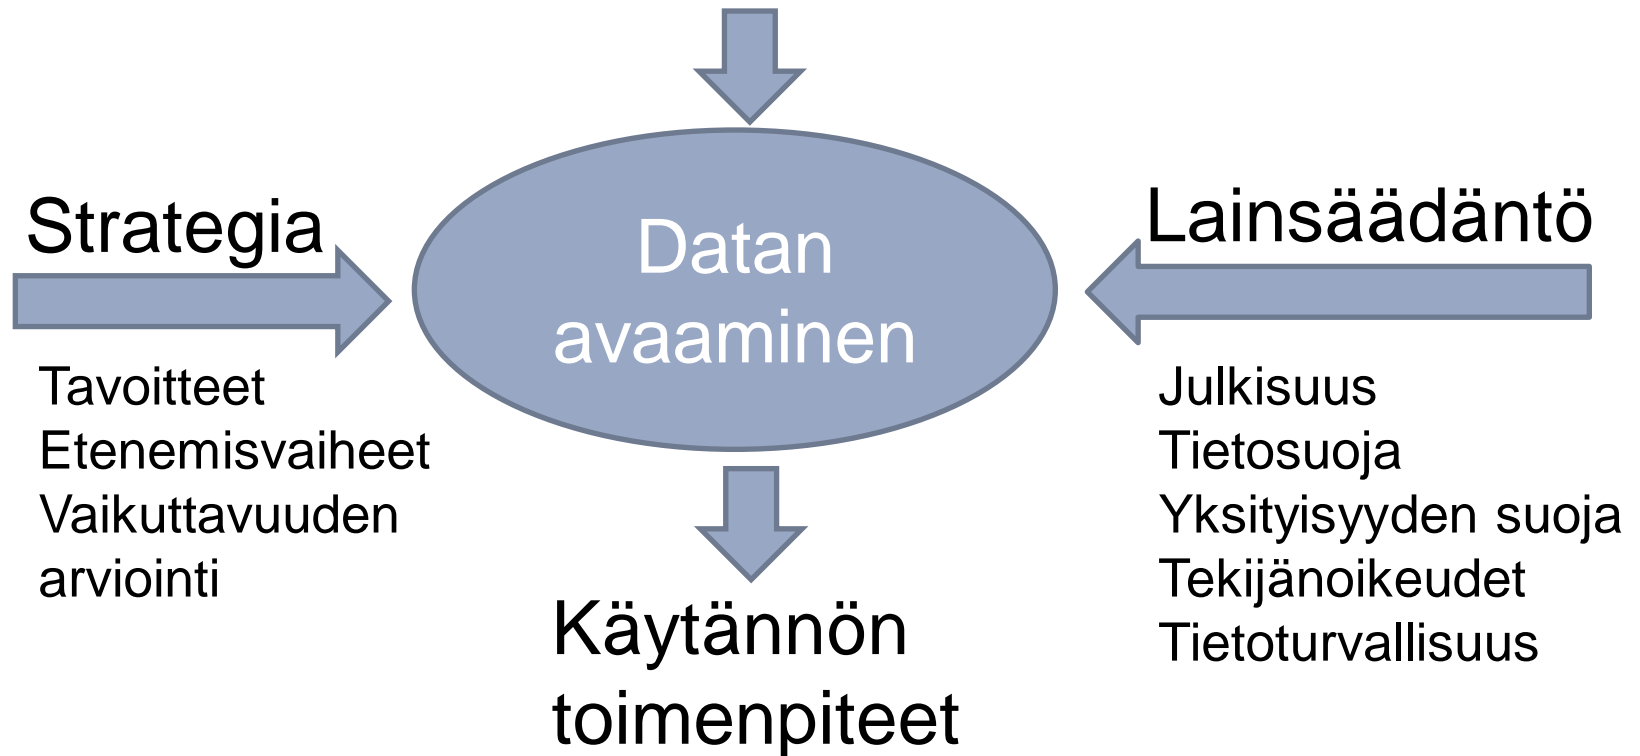 Strategia
Tavoitteet
Etenemisvaiheet
Vaikuttavuuden
arviointi
Datan
avaaminen
Käytännön
toimenpiteet
Lainsäädäntö
Julkisuus
Tietosuoja
Yksityisyyden suoja
Tekijänoikeudet
Tietoturvallisuus